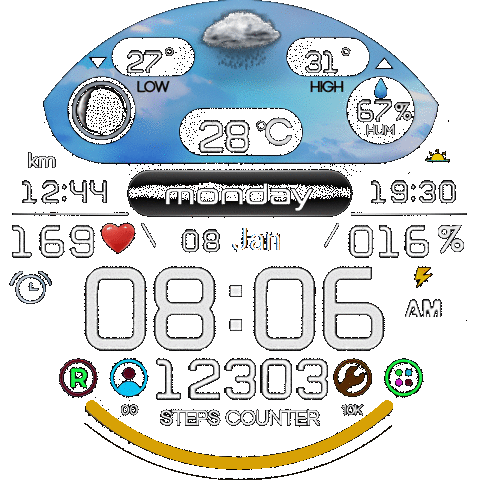 27° 31°
LOW HIGH
28°C 67%
HUM
km
12:44 monday 19:30
169 08 Jan 016%
08:06
AM
R 12303
00 STEPS COUNTER 10K